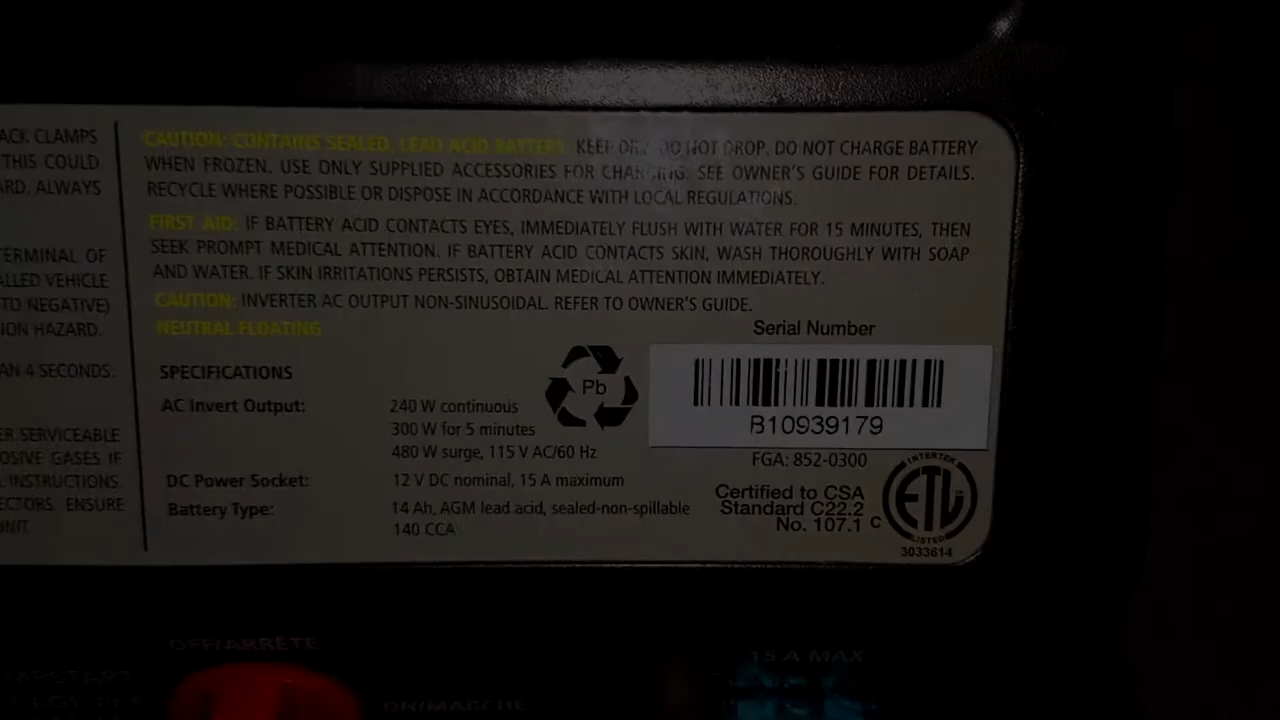 ACK CLAMPS
THIS COULD
ARD. ALWAYS
TERMINAL OF
ALLED VEHICLE
TO NEGATIVE)
ION HAZARD.
AN 4 SECONDS.
ER SERVICEABLE
OSIVE GASES IF
INSTRUCTIONS.
ECTORS. ENSURE
UNIT.
CAUTION: CONTAINS SEALED, LEAD ACID BATTERY. KEEP DRY. DO NOT DROP. DO NOT CHARGE BATTERY
WHEN FROZEN. USE ONLY SUPPLIED ACCESSORIES FOR CHARGING. SEE OWNER'S GUIDE FOR DETAILS.
RECYCLE WHERE POSSIBLE OR DISPOSE IN ACCORDANCE WITH LOCAL REGULATIONS.
FIRST AID: IF BATTERY ACID CONTACTS EYES, IMMEDIATELY FLUSH WITH WATER FOR 15 MINUTES, THEN
SEEK PROMPT MEDICAL ATTENTION. IF BATTERY ACID CONTACTS SKIN, WASH THOROUGHLY WITH SOAP
AND WATER. IF SKIN IRRITATIONS PERSISTS, OBTAIN MEDICAL ATTENTION IMMEDIATELY.
CAUTION: INVERTER AC OUTPUT NON-SINUSOIDAL. REFER TO OWNER'S GUIDE.
NEUTRAL FLOATING
SPECIFICATIONS
AC Invert Output: 240 W continuous
300 W for 5 minutes
480 W surge, 115 V AC/60 Hz
DC Power Socket: 12 V DC nominal, 15 A maximum
Battery Type: 14 Ah, AGM lead acid, sealed-non-spillable
140 CCA
Pb
Serial Number
B10939179
FGA: 852-0300
Certified to CSA
Standard C22.2
No. 107.1
C
INTERTEK
ETL
LISTED
3033614
OFF/ARRÊTE
15 A MAX
ON/MARCHE